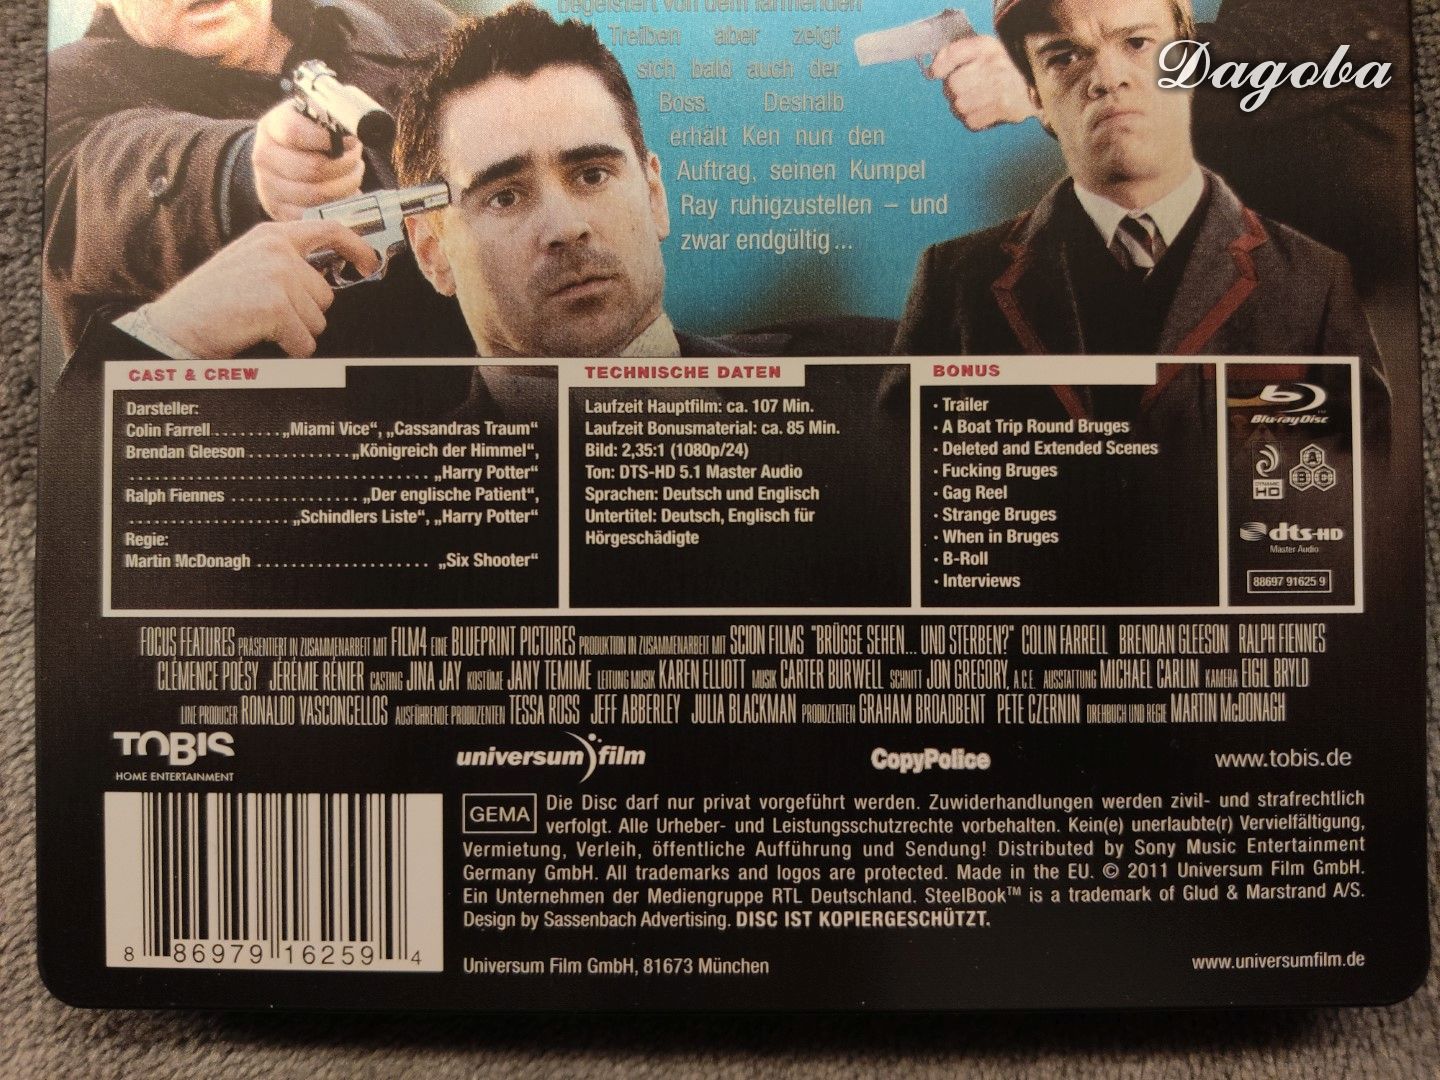 begeistert von dem lärmenden
Treiben aber zeigt
sich bald auch der
Boss. Deshalb
erhält Ken nun den
Auftrag, seinen Kumpel
Ray ruhigzustellen – und
zwar endgültig ...
Dagoba
CAST & CREW
Darsteller:
Colin Farrell ........ „Miami Vice“, „Cassandras Traum“
Brendan Gleeson ............ „Königreich der Himmel“,
„Harry Potter“
Ralph Fiennes ............... „Der englische Patient“,
„Schindlers Liste“, „Harry Potter“
Regie:
Martin McDonagh .................... „Six Shooter“
TECHNISCHE DATEN
Laufzeit Hauptfilm: ca. 107 Min.
Laufzeit Bonusmaterial: ca. 85 Min.
Bild: 2,35:1 (1080p/24)
Ton: DTS-HD 5.1 Master Audio
Sprachen: Deutsch und Englisch
Untertitel: Deutsch, Englisch für
Hörgeschädigte
BONUS
· Trailer
· A Boat Trip Round Bruges
· Deleted and Extended Scenes
· Fucking Bruges
· Gag Reel
· Strange Bruges
· When in Bruges
· B-Roll
· Interviews
Blu-ray Disc
DYNAMIC
HD
A
B C
dts-HD
Master Audio
88697 91625 9
FOCUS FEATURES PRÄSENTIERT IN ZUSAMMENARBEIT MIT FILM4 EINE BLUEPRINT PICTURES PRODUKTION IN ZUSAMMENARBEIT MIT SCION FILMS "BRÜGGE SEHEN... UND STERBEN?" COLIN FARRELL BRENDAN GLEESON RALPH FIENNES
CLÉMENCE POÉSY JÉRÉMIE RÉNIER CASTING JINA JAY KOSTÜME JANY TEMME LEITUNG MUSIK KAREN ELLIOTT MUSIK CARTER BURWELL SCHNITT JON GREGORY, A.C.E. AUSSTATTUNG MICHAEL CARLIN KAMERA EIGIL BRYLD
LINE PRODUCER RONALDO VASCONCELLOS AUSFÜHRENDE PRODUZENTEN TESSA ROSS JEFF ABBERLEY JULIA BLACKMAN PRODUZENTEN GRAHAM BROADBENT PETE CZERNIN DREHBUCH UND REGIE MARTIN McDONAGH
TOBIS
HOME ENTERTAINMENT
universum film
CopyPolice
www.tobis.de
GEMA
Die Disc darf nur privat vorgeführt werden. Zuwiderhandlungen werden zivil- und strafrechtlich
verfolgt. Alle Urheber- und Leistungsschutzrechte vorbehalten. Kein(e) unerlaubte(r) Vervielfältigung,
Vermietung, Verleih, öffentliche Aufführung und Sendung! Distributed by Sony Music Entertainment
Germany GmbH. All trademarks and logos are protected. Made in the EU. © 2011 Universum Film GmbH.
Ein Unternehmen der Mediengruppe RTL Deutschland. SteelBook™ is a trademark of Glud & Marstrand A/S.
Design by Sassenbach Advertising. DISC IST KOPIERGESCHÜTZT.
8 86979 16259 4
Universum Film GmbH, 81673 München
www.universumfilm.de